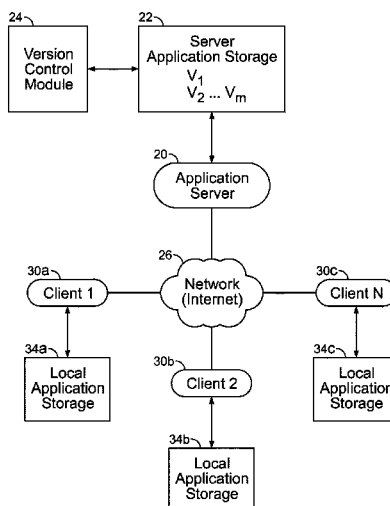 24
22
Version
Control
Module
Server
Application Storage
V1
V2 ... Vm
20
Application
Server
26
Network
(Internet)
30a
Client 1
30c
Client N
34a
Local
Application
Storage
30b
Client 2
34c
Local
Application
Storage
34b
Local
Application
Storage